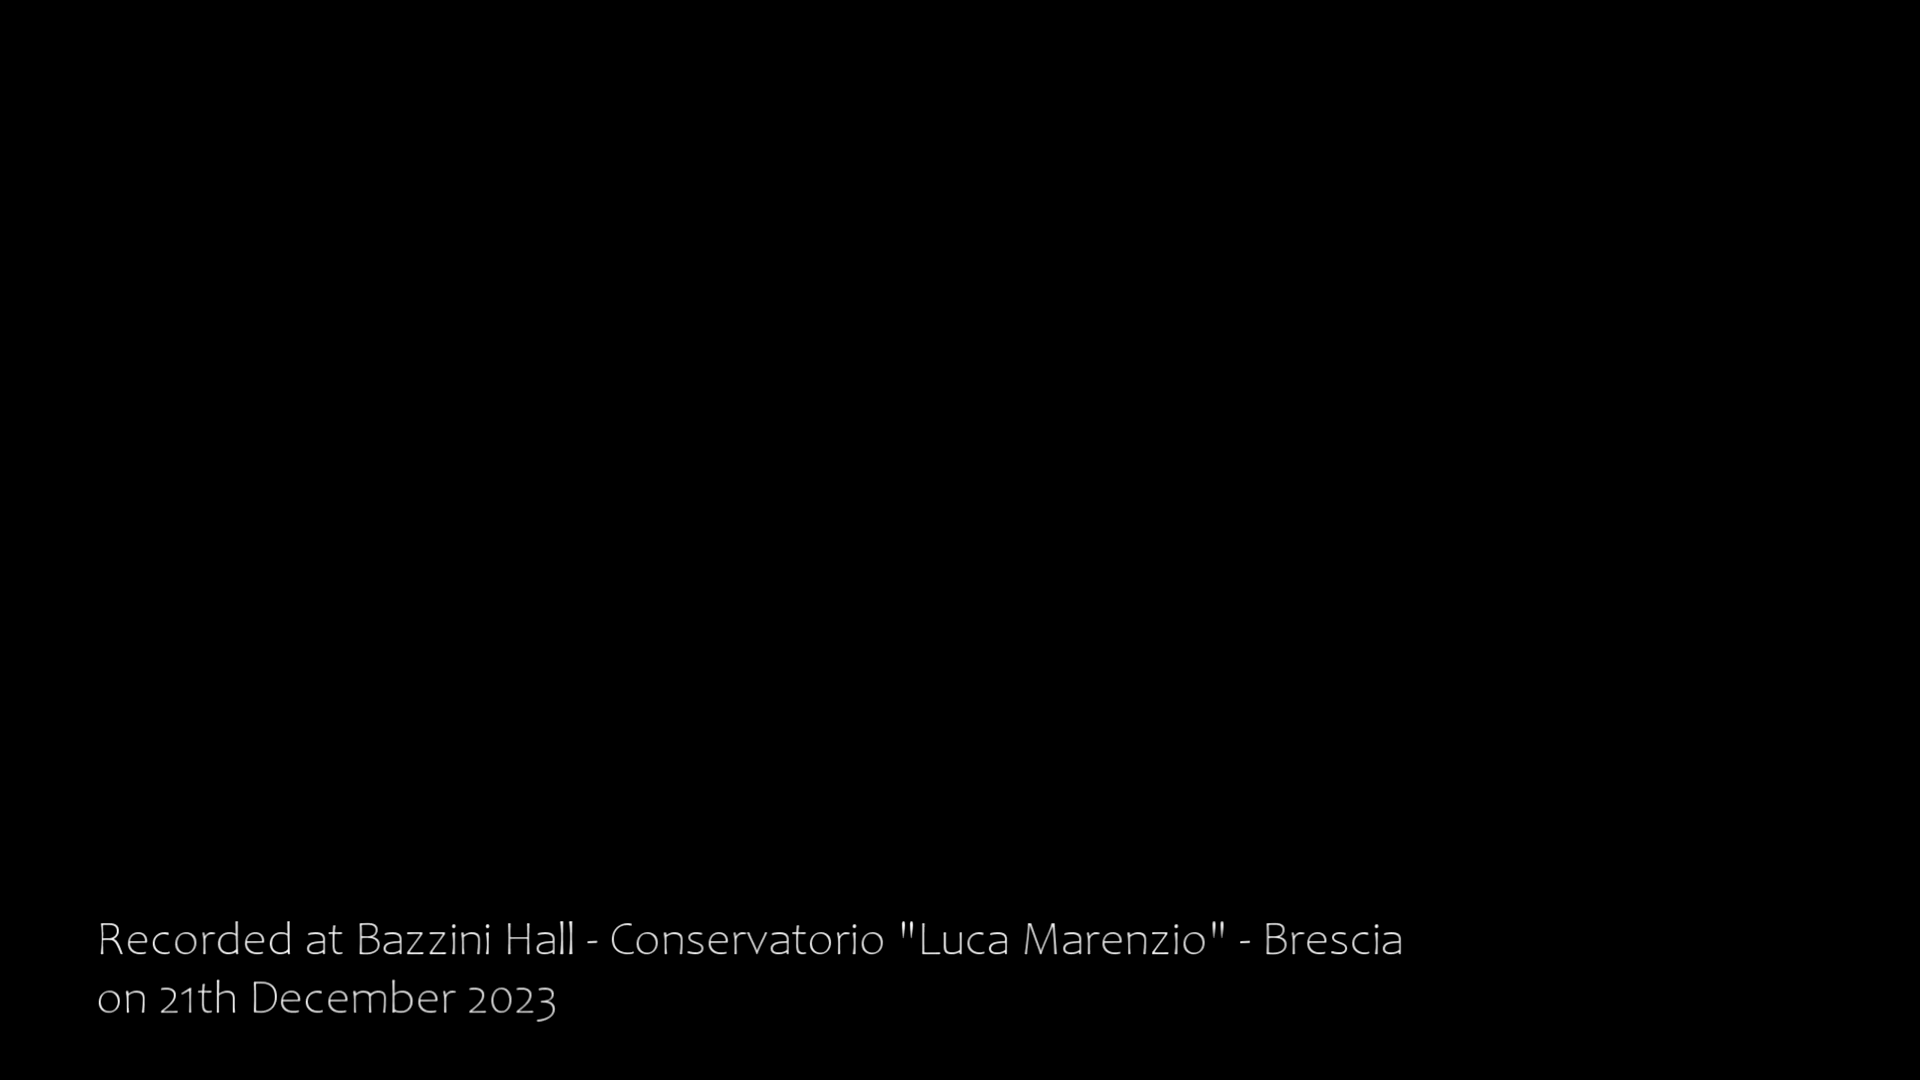 Recorded at Bazzini Hall - Conservatorio "Luca Marenzio" - Brescia
on 21th December 2023